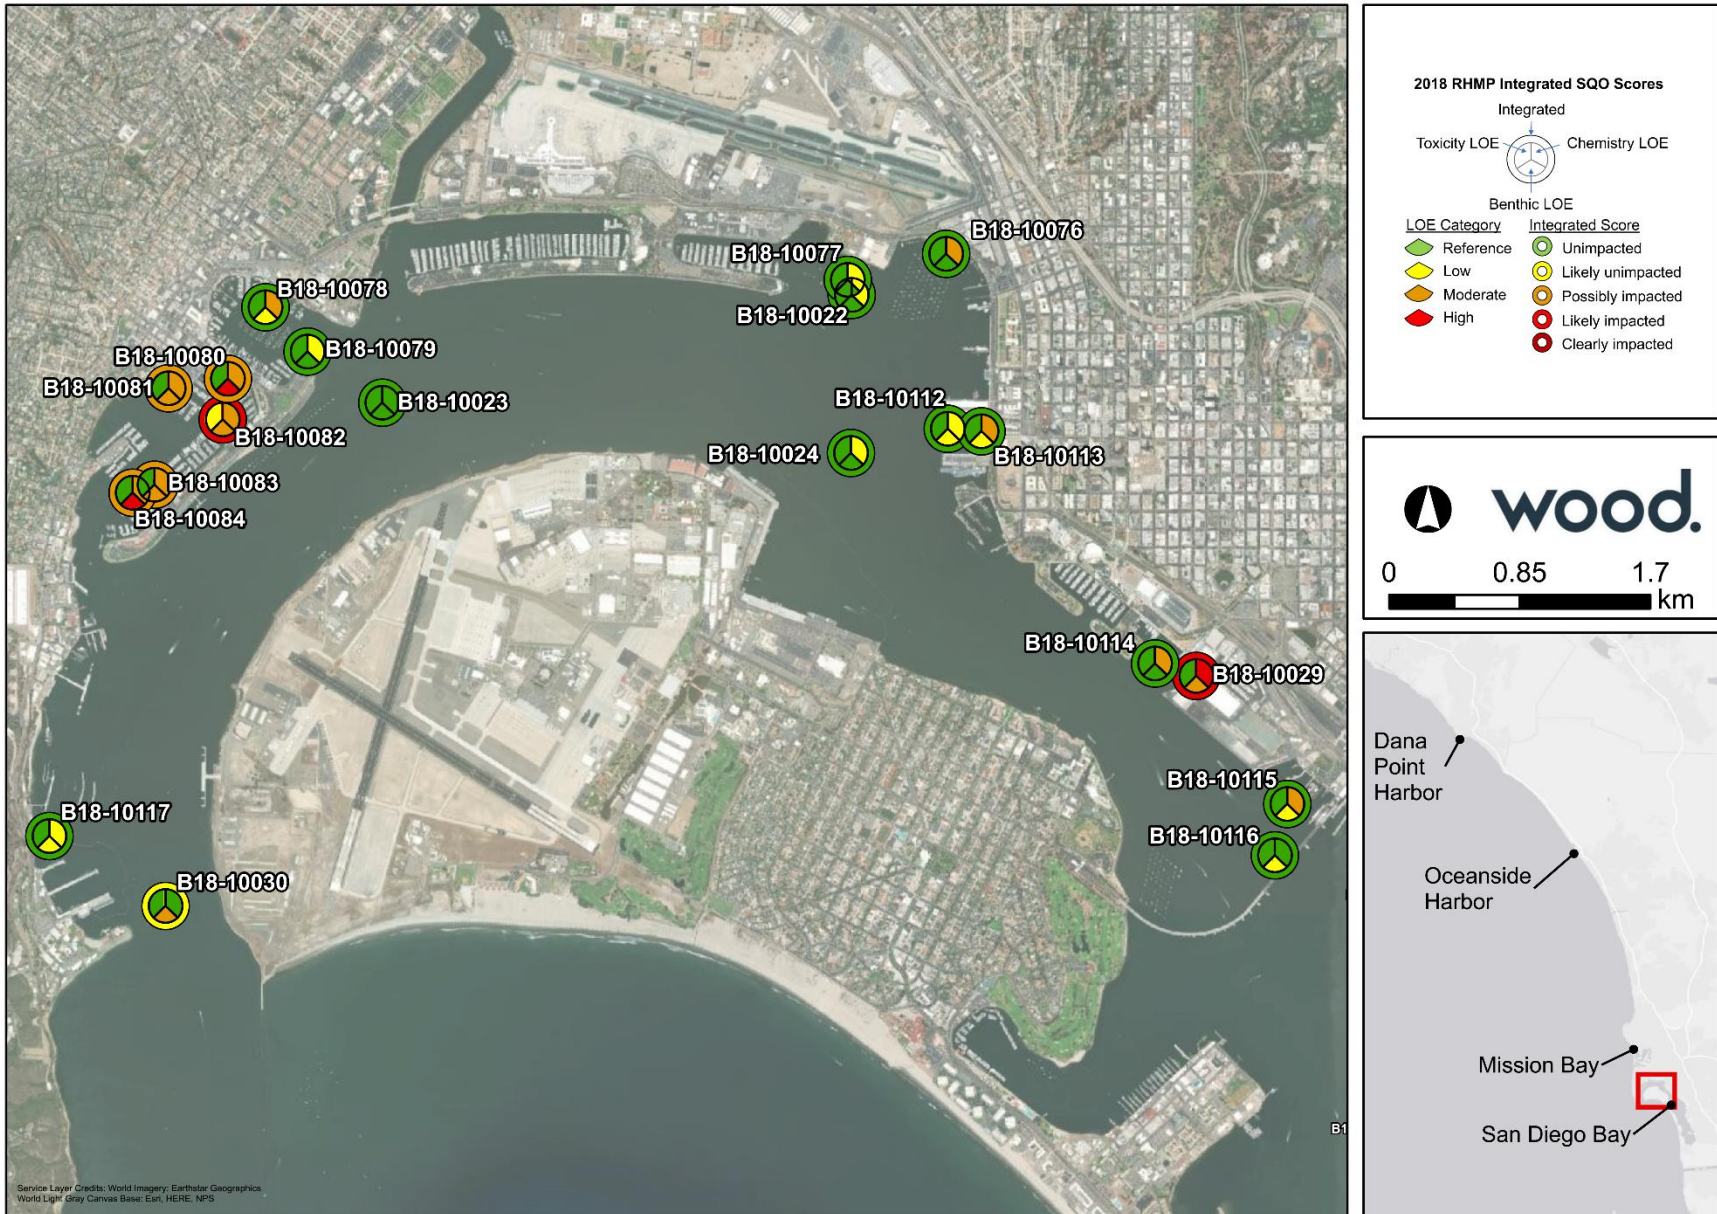 B18-10076
B18-10077
B18-10078
B18-10022
B18-10079
B18-10080
B18-10081
B18-10023
B18-10112
B18-10082
B18-10024
B18-10113
B18-10083
B18-10084
B18-10114
B18-10029
B18-10115
B18-10117
B18-10116
B18-10030
B1
Service Layer Credits: World Imagery: Earthstar Geographics
World Light Gray Canvas Base: Esri, HERE, NPS
2018 RHMP Integrated SQO Scores
Integrated
Toxicity LOE
Chemistry LOE
Benthic LOE
LOE Category
Reference
Low
Moderate
High
Integrated Score
Unimpacted
Likely unimpacted
Possibly impacted
Likely impacted
Clearly impacted
wood.
0 0.85 1.7
km
Dana
Point
Harbor
Oceanside
Harbor
Mission Bay
San Diego Bay